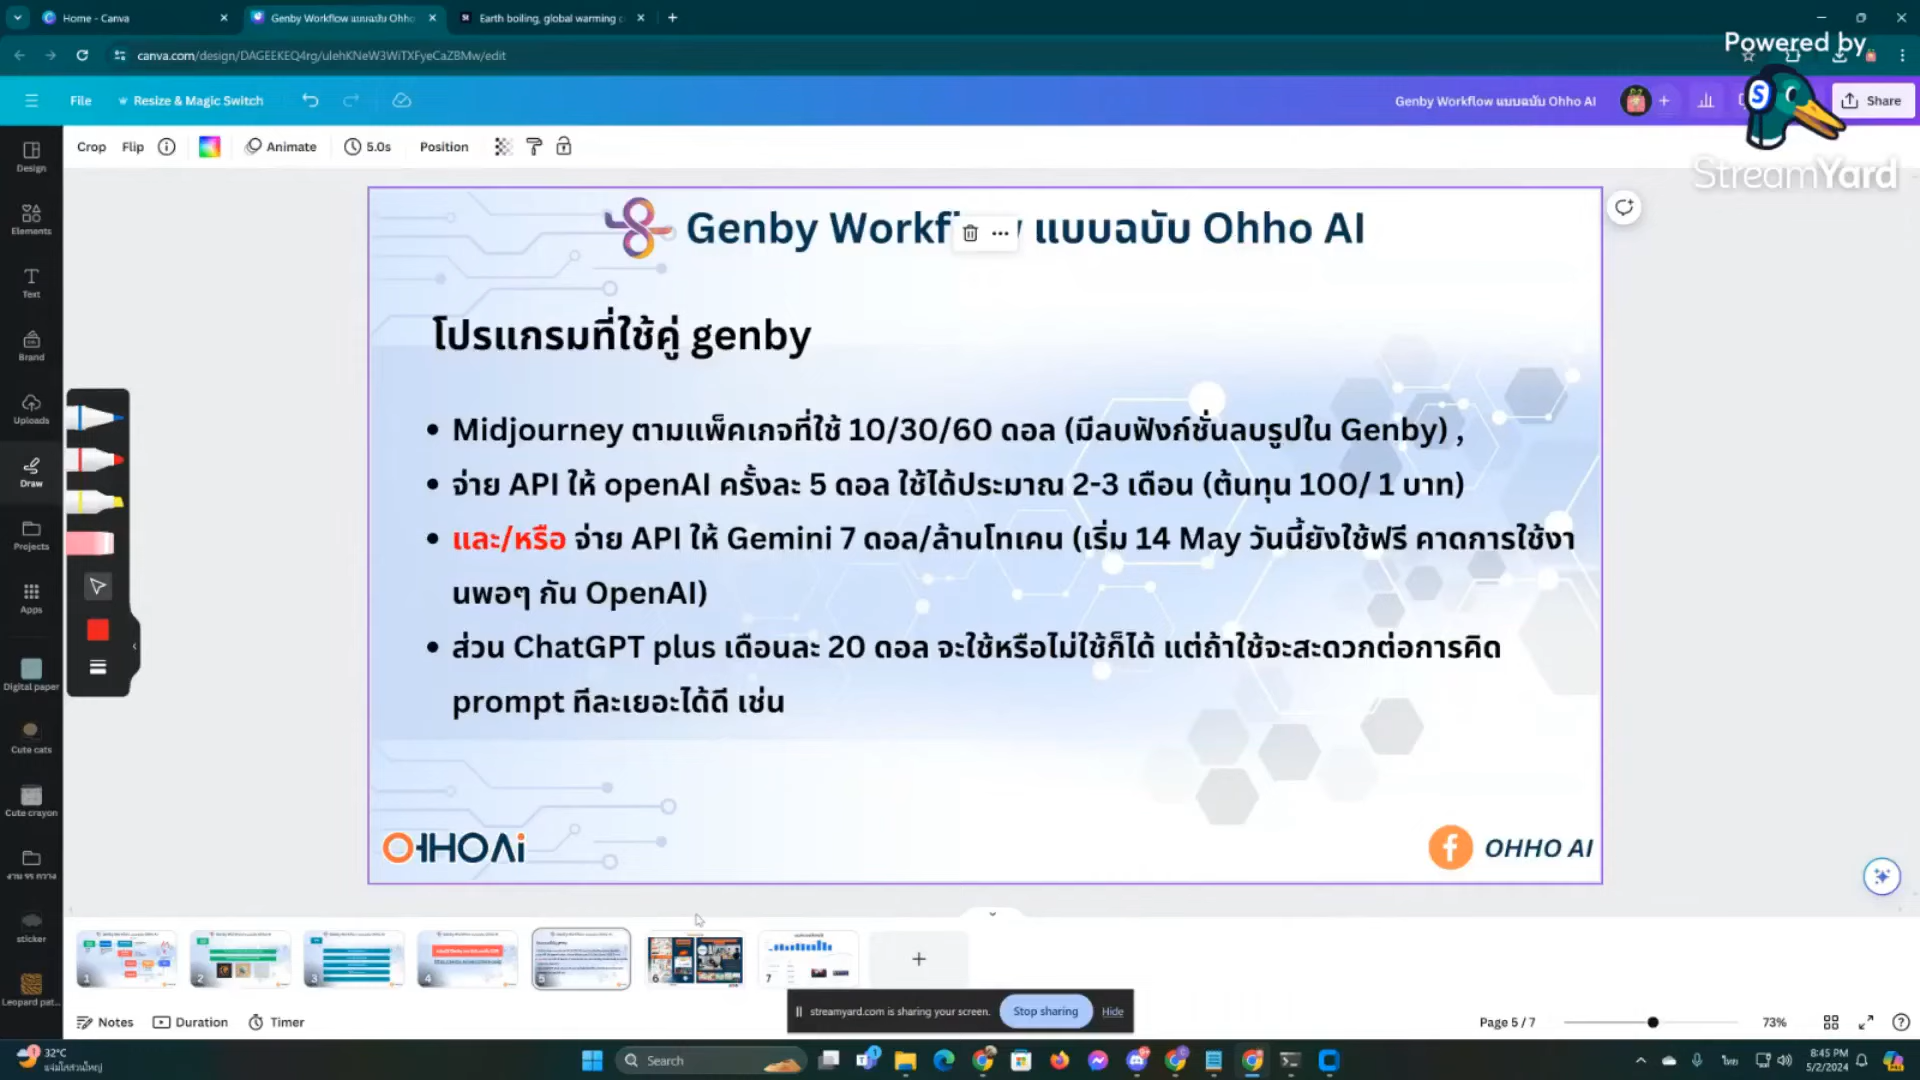 Home - Canva
Genby Workflow แบบฉบับ Ohho
Earth boiling, global warming c
canva.com/design/DAGEEKEQ4rg/ulehKNeW3WiTXFyeCaZBMw/edit
Powered by
StreamYard
File
Resize & Magic Switch
Genby Workflow แบบฉบับ Ohho AI
Share
Crop
Flip
Animate
5.0s
Position
Design
Elements
Text
Brand
Uploads
Draw
Projects
Apps
Digital paper
Cute cats
Cute crayon
sticker
Leopard pat...
Genby Workf แบบฉบับ Ohho AI
โปรแกรมที่ใช้คู่ genby
• Midjourney ตามแพ็คเกจที่ใช้ 10/30/60 ดอล (มีลบฟังก์ชั่นลบรูปใน Genby) ,
• จ่าย API ให้ openAI ครั้งละ 5 ดอล ใช้ได้ประมาณ 2-3 เดือน (ต้นทุน 100/ 1 บาท)
• และ/หรือ จ่าย API ให้ Gemini 7 ดอล/ล้านโทเคน (เริ่ม 14 May วันนี้ยังใช้ฟรี คาดการใช้งา
นพอๆ กัน OpenAI)
• ส่วน ChatGPT plus เดือนละ 20 ดอล จะใช้หรือไม่ใช้ก็ได้ แต่ถ้าใช้จะสะดวกต่อการคิด
prompt ทีละเยอะได้ดี เช่น
OHHOAi
OHHO AI
1
2
3
4
5
6
7
streamyard.com is sharing your screen.
Stop sharing
Hide
Notes
Duration
Timer
Page 5 / 7
73%
32°C
Search
ไทย
8:45 PM
5/2/2024